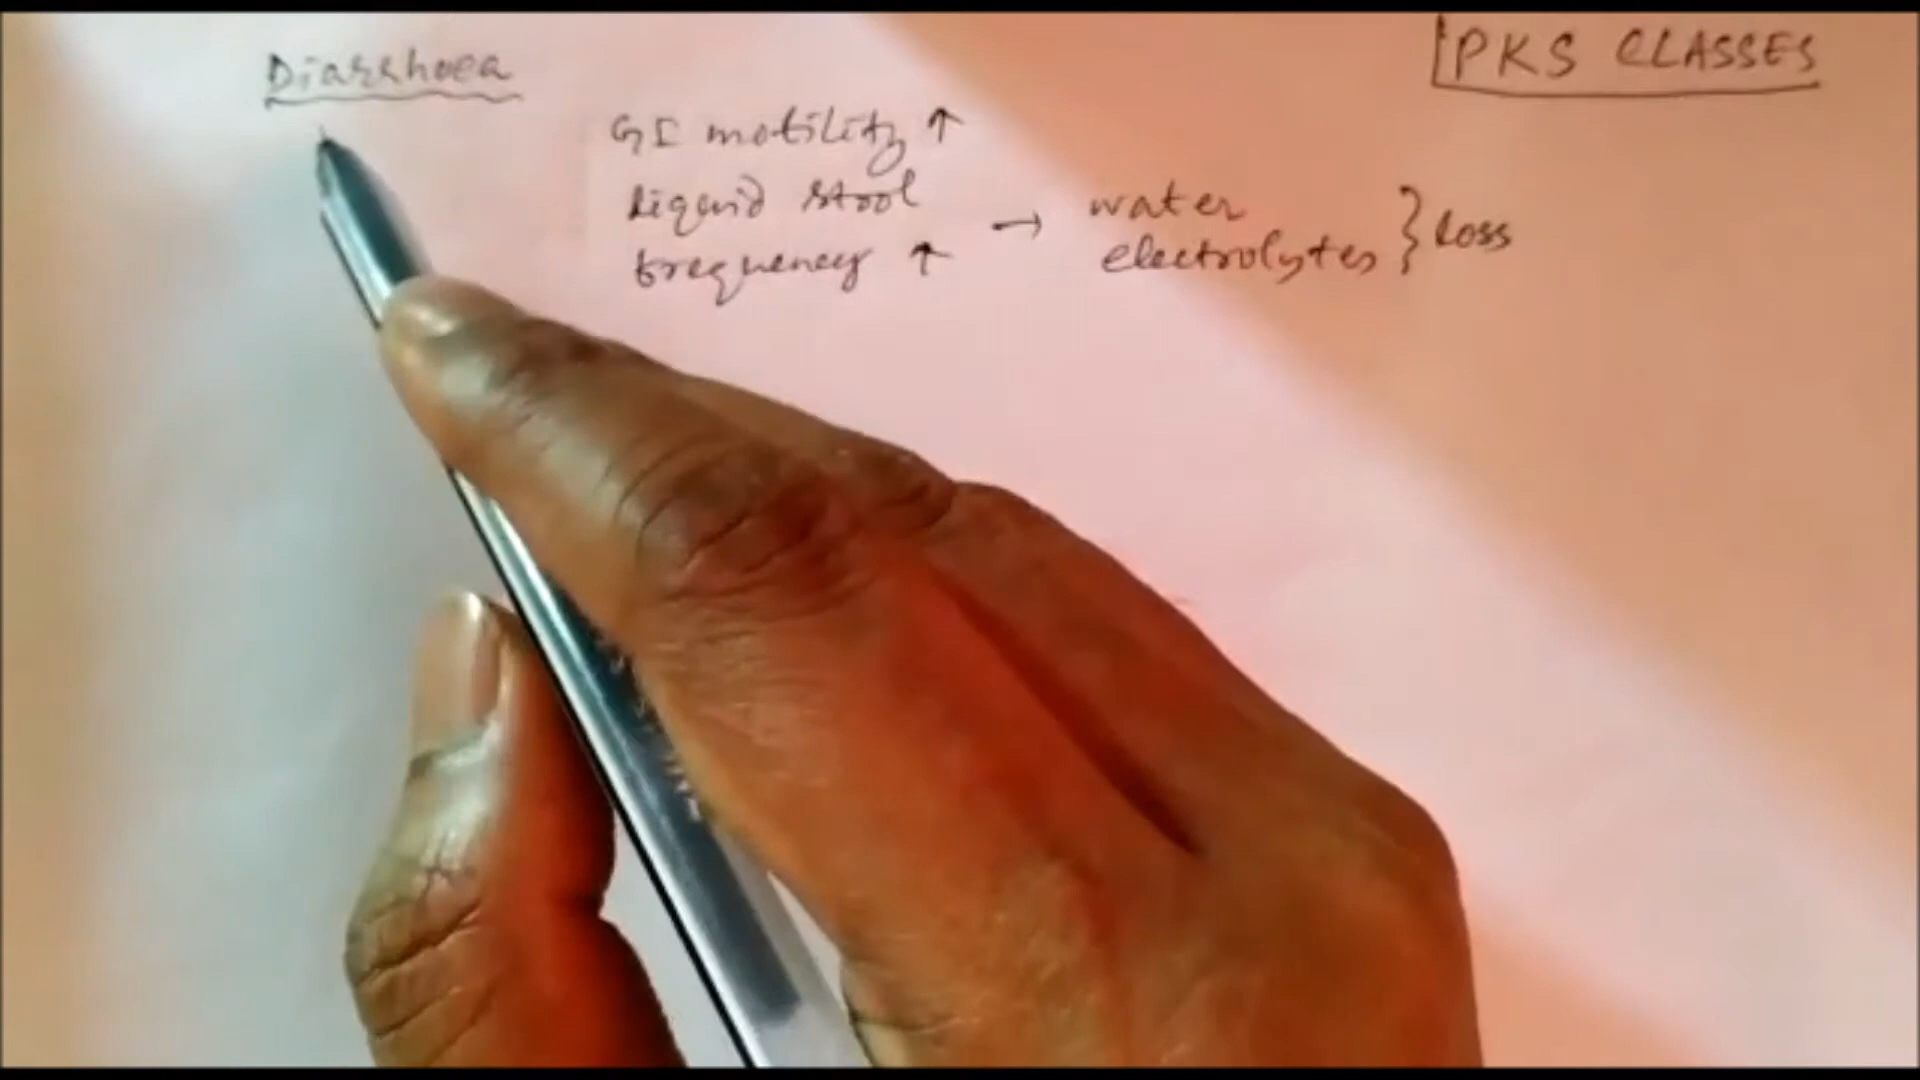 Diarrhoea
PKS CLASSES
GI motility ↑
liquid stool
frequency ↑
→ water
electrolytes } Loss